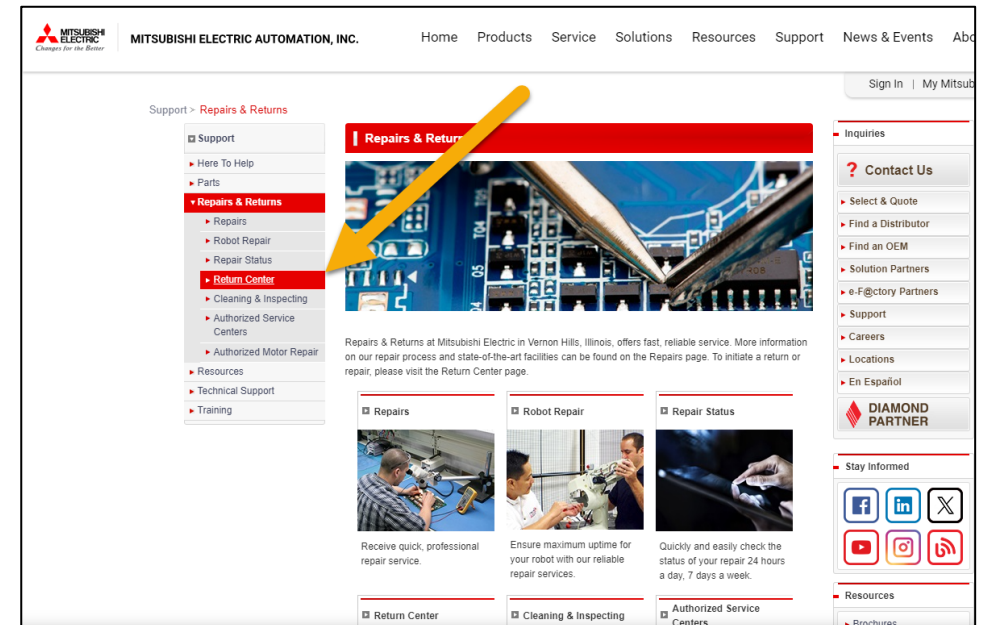 MITSUBISHI
ELECTRIC
Changes for the Better
MITSUBISHI ELECTRIC AUTOMATION, INC.
Home Products Service Solutions Resources Support News & Events Abo
Sign In | My Mitsub
Support > Repairs & Returns
Support
Here To Help
Parts
Repairs & Returns
Repairs
Robot Repair
Repair Status
Return Center
Cleaning & Inspecting
Authorized Service
Centers
Authorized Motor Repair
Resources
Technical Support
Training
Repairs & Return
Repairs & Returns at Mitsubishi Electric in Vernon Hills, Illinois, offers fast, reliable service. More information
on our repair process and state-of-the-art facilities can be found on the Repairs page. To initiate a return or
repair, please visit the Return Center page.
Repairs
Receive quick, professional
repair service.
Robot Repair
Ensure maximum uptime for
your robot with our reliable
repair services.
Repair Status
Quickly and easily check the
status of your repair 24 hours
a day, 7 days a week.
Return Center
Cleaning & Inspecting
Authorized Service
Centers
Inquiries
? Contact Us
Select & Quote
Find a Distributor
Find an OEM
Solution Partners
e-F@ctory Partners
Support
Careers
Locations
En Español
DIAMOND
PARTNER
Stay Informed
Resources
Brochures